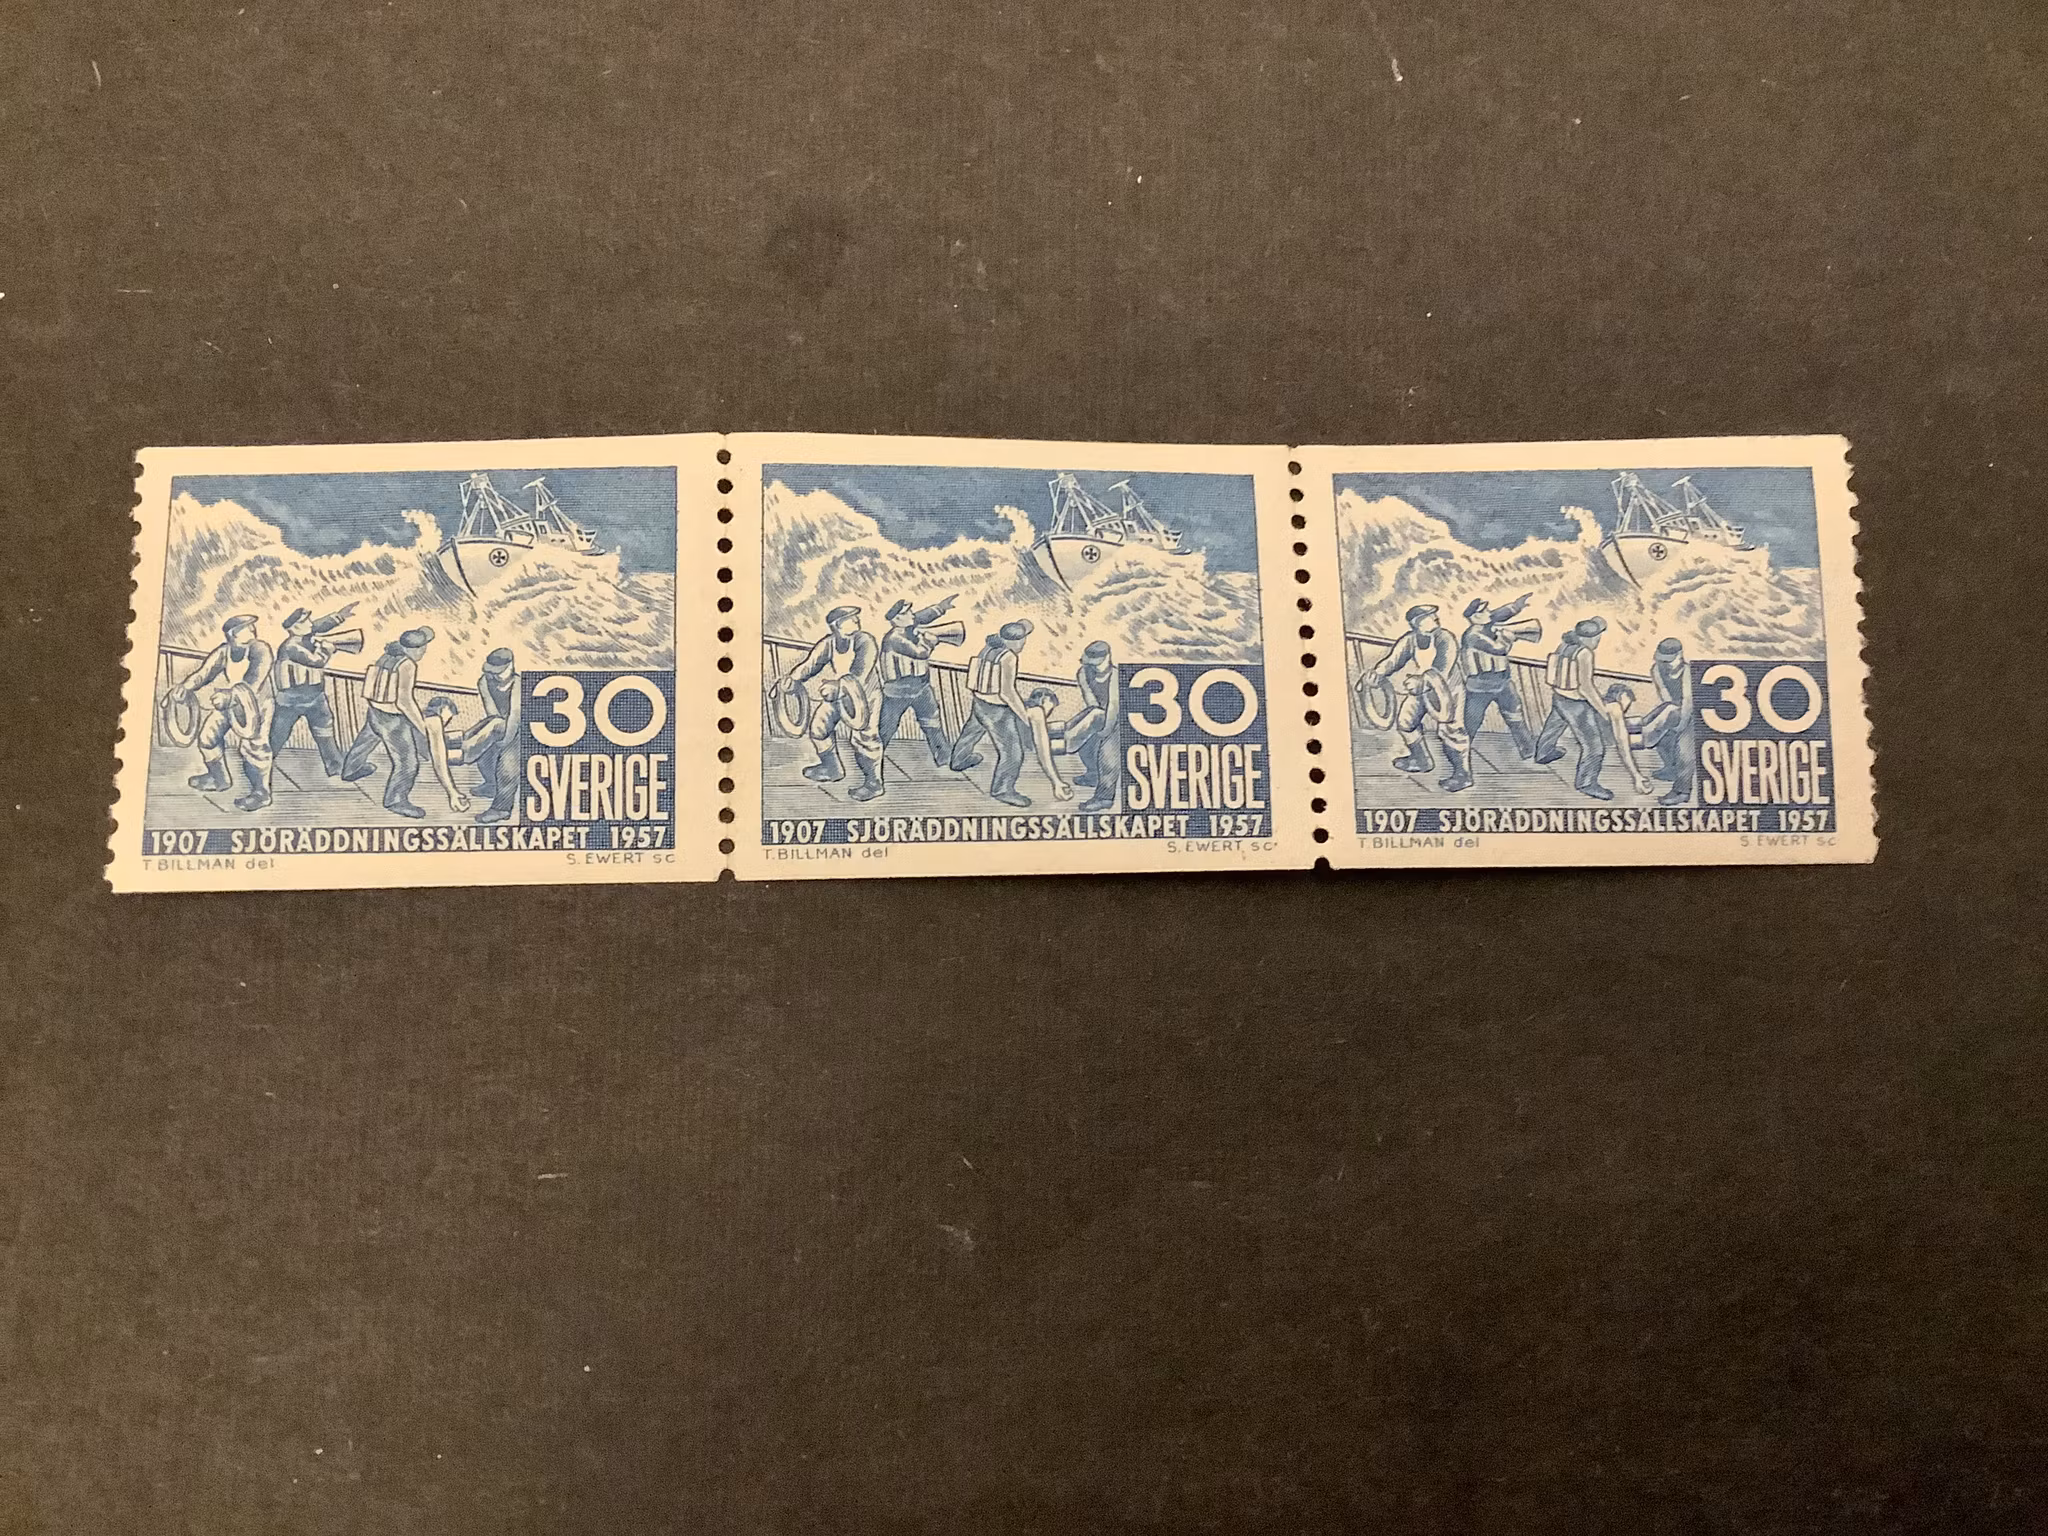 30
SVERIGE
1907 SJÖRÄDDNINGSSÄLLSKAPET 1957
T. BILLMAN del S. EWERT sc
30
SVERIGE
1907 SJÖRÄDDNINGSSÄLLSKAPET 1957
T. BILLMAN del S. EWERT sc
30
SVERIGE
1907 SJÖRÄDDNINGSSÄLLSKAPET 1957
T. BILLMAN del S. EWERT sc